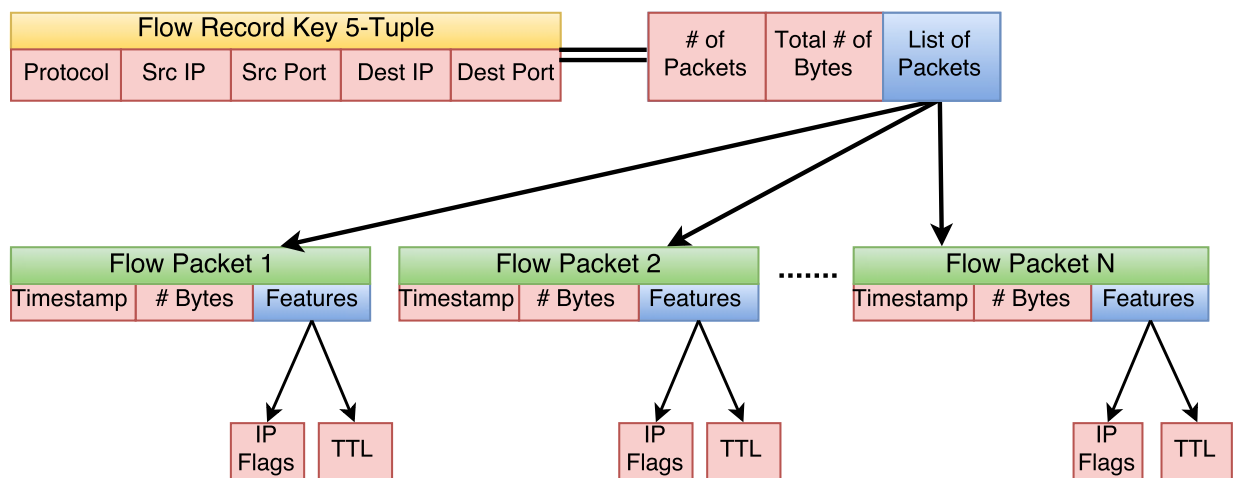 Flow Record Key 5-Tuple
Protocol Src IP Src Port Dest IP Dest Port
# of
Packets
Total # of
Bytes
List of
Packets
Flow Packet 1
Timestamp # Bytes Features
IP
Flags
TTL
Flow Packet 2
Timestamp # Bytes Features
IP
Flags
TTL
.......
Flow Packet N
Timestamp # Bytes Features
IP
Flags
TTL